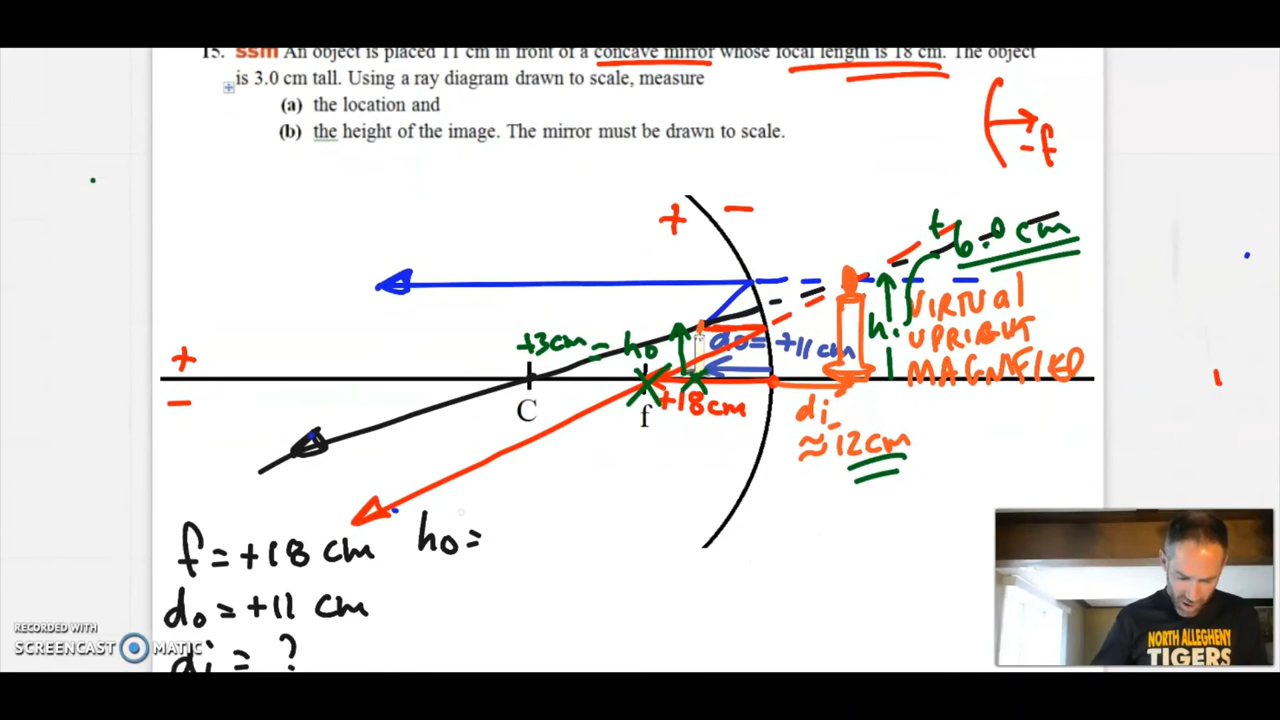 15. ssm An object is placed 11 cm in front of a concave mirror whose focal length is 18 cm. The object
is 3.0 cm tall. Using a ray diagram drawn to scale, measure
(a) the location and
(b) the height of the image. The mirror must be drawn to scale.
-f
+ -
+6.0 cm
+3cm = ho
do = +11 cm
hi
VIRTUAL
UPRIGHT
MAGNIFIED
+
-
C
f
+18cm
di
≈ 12cm
f = +18 cm
ho =
do = +11 cm
di = ?
RECORDED WITH
SCREENCAST MATIC
NORTH ALLEGHENY
TIGERS